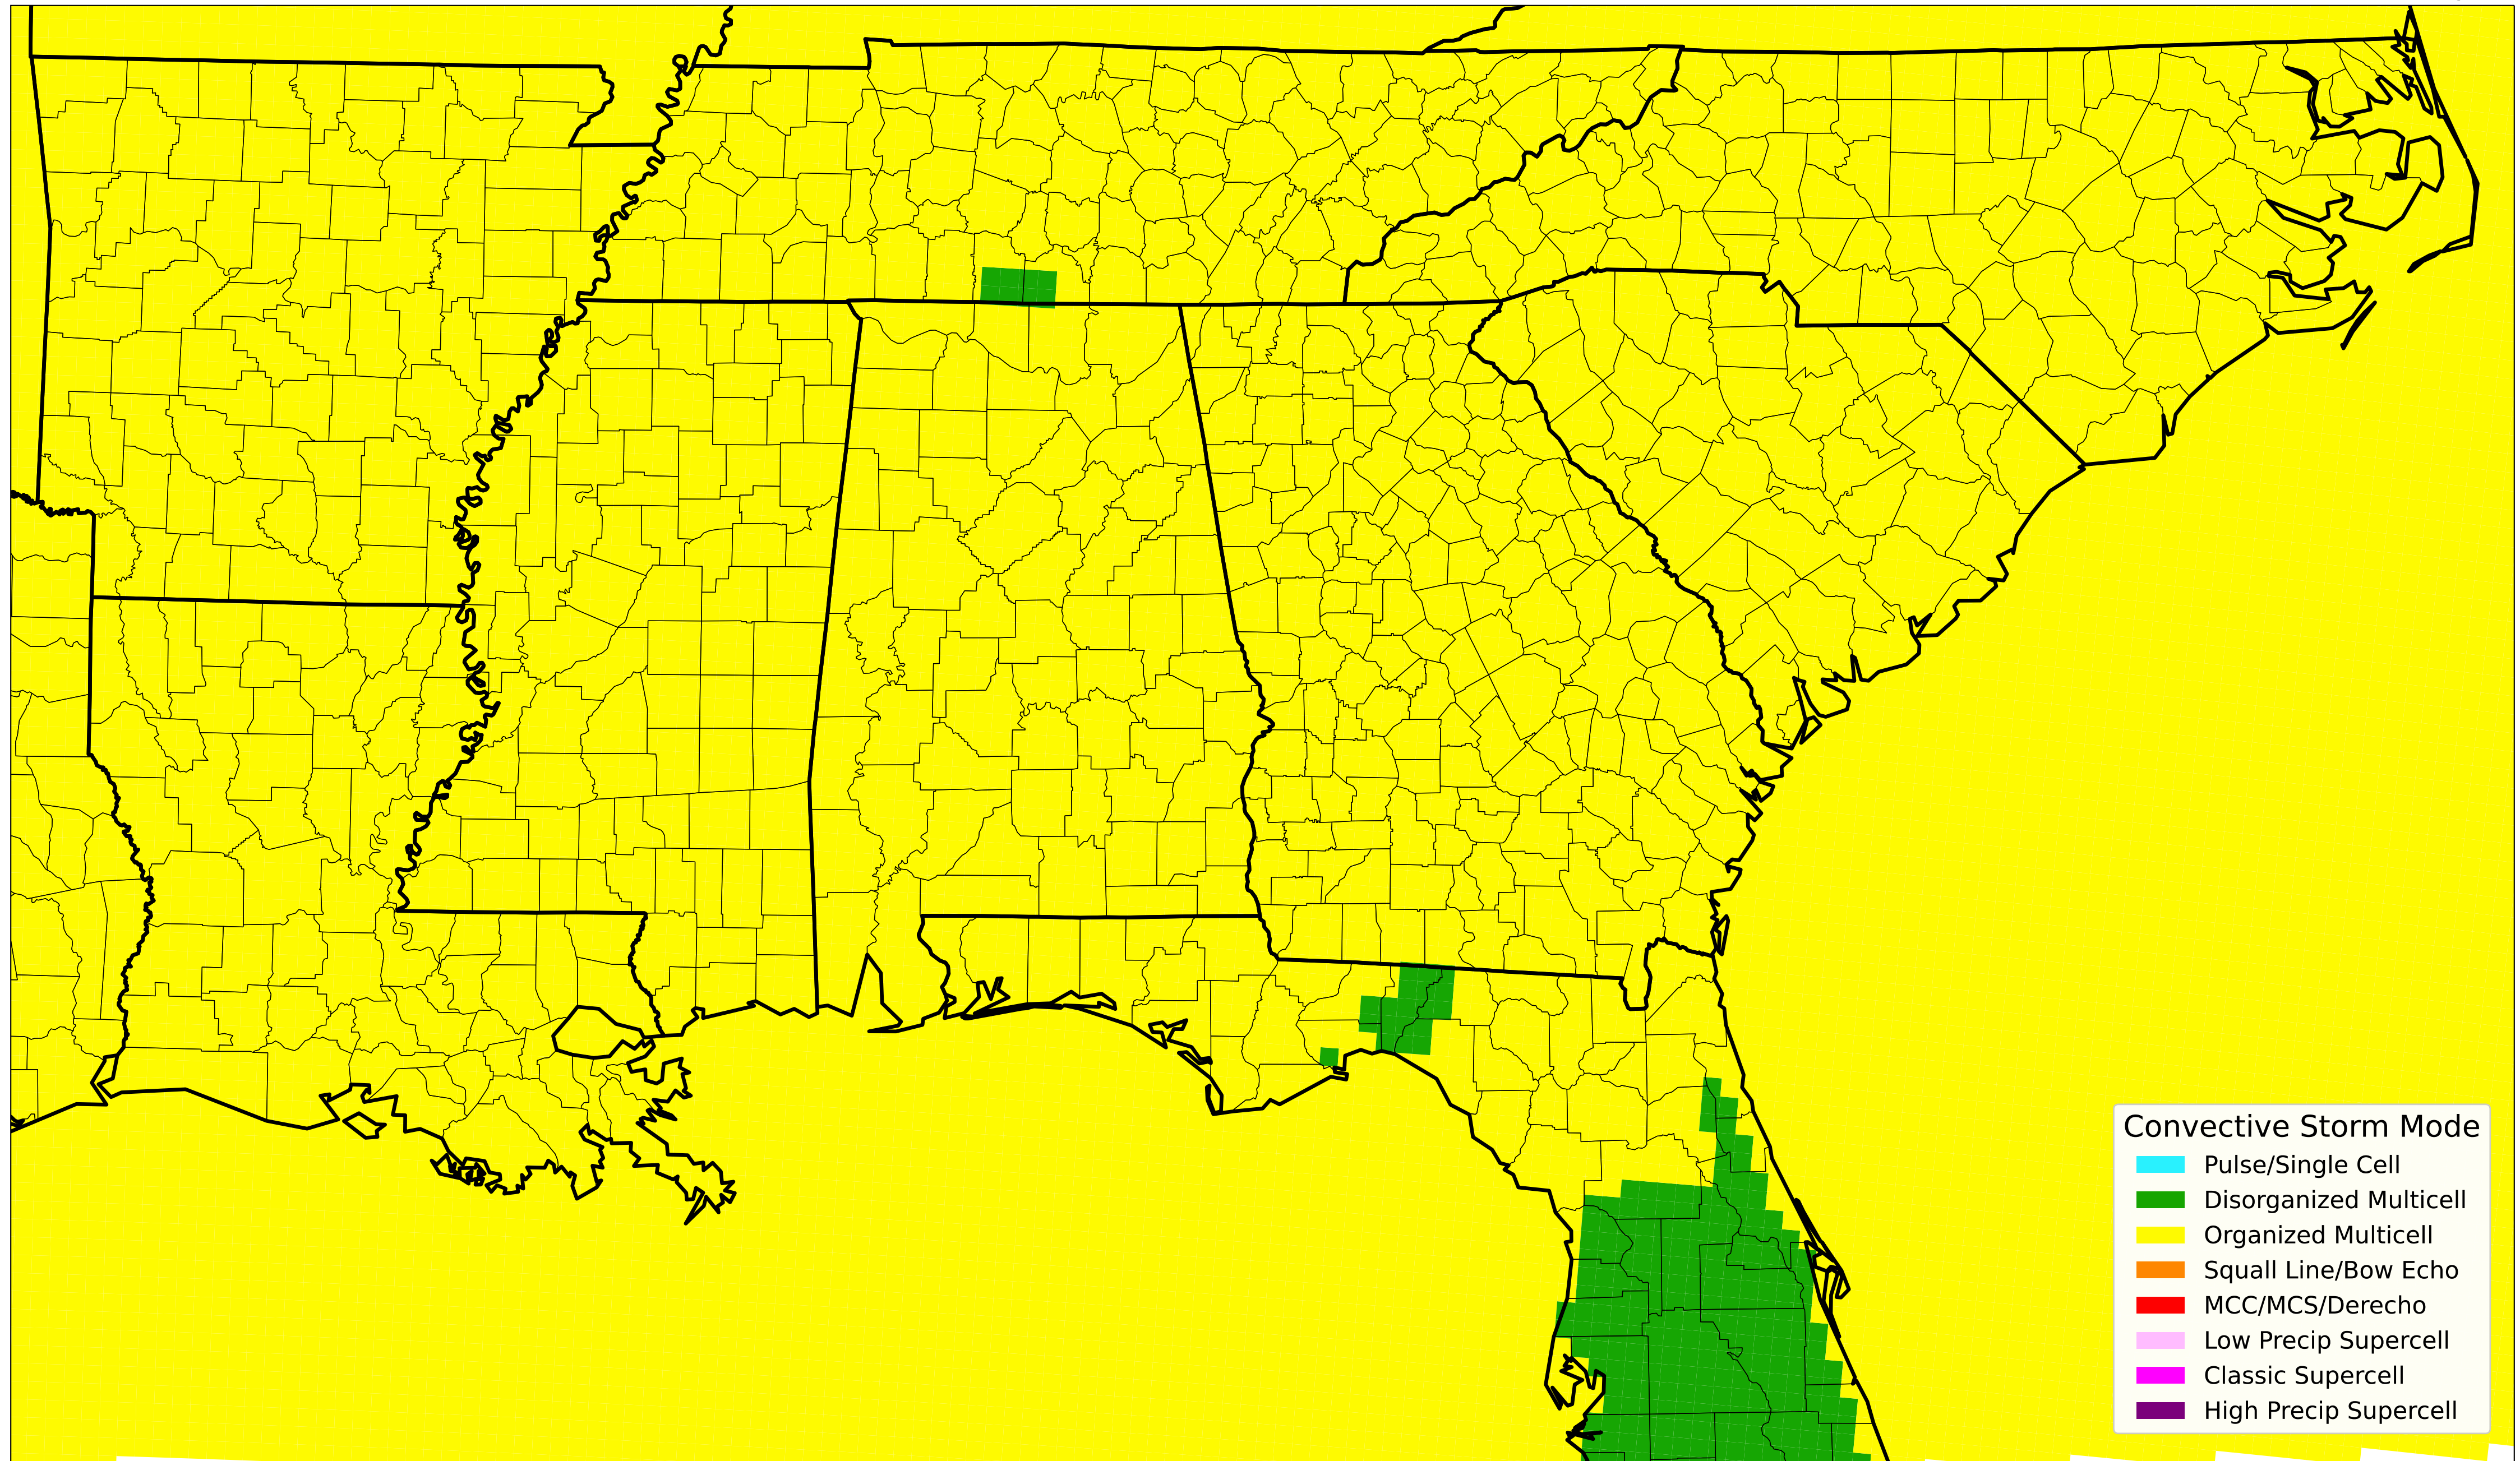 Convective Storm Mode
Pulse/Single Cell
Disorganized Multicell
Organized Multicell
Squall Line/Bow Echo
MCC/MCS/Derecho
Low Precip Supercell
Classic Supercell
High Precip Supercell